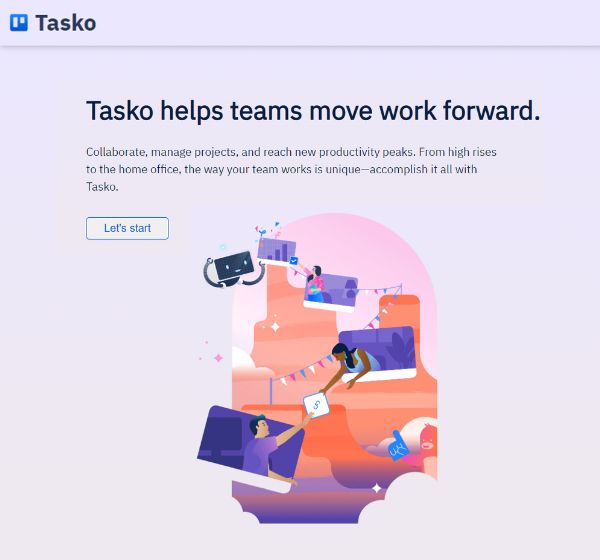 Tasko
Tasko helps teams move work forward.
Collaborate, manage projects, and reach new productivity peaks. From high rises
to the home office, the way your team works is unique—accomplish it all with
Tasko.
Let's start